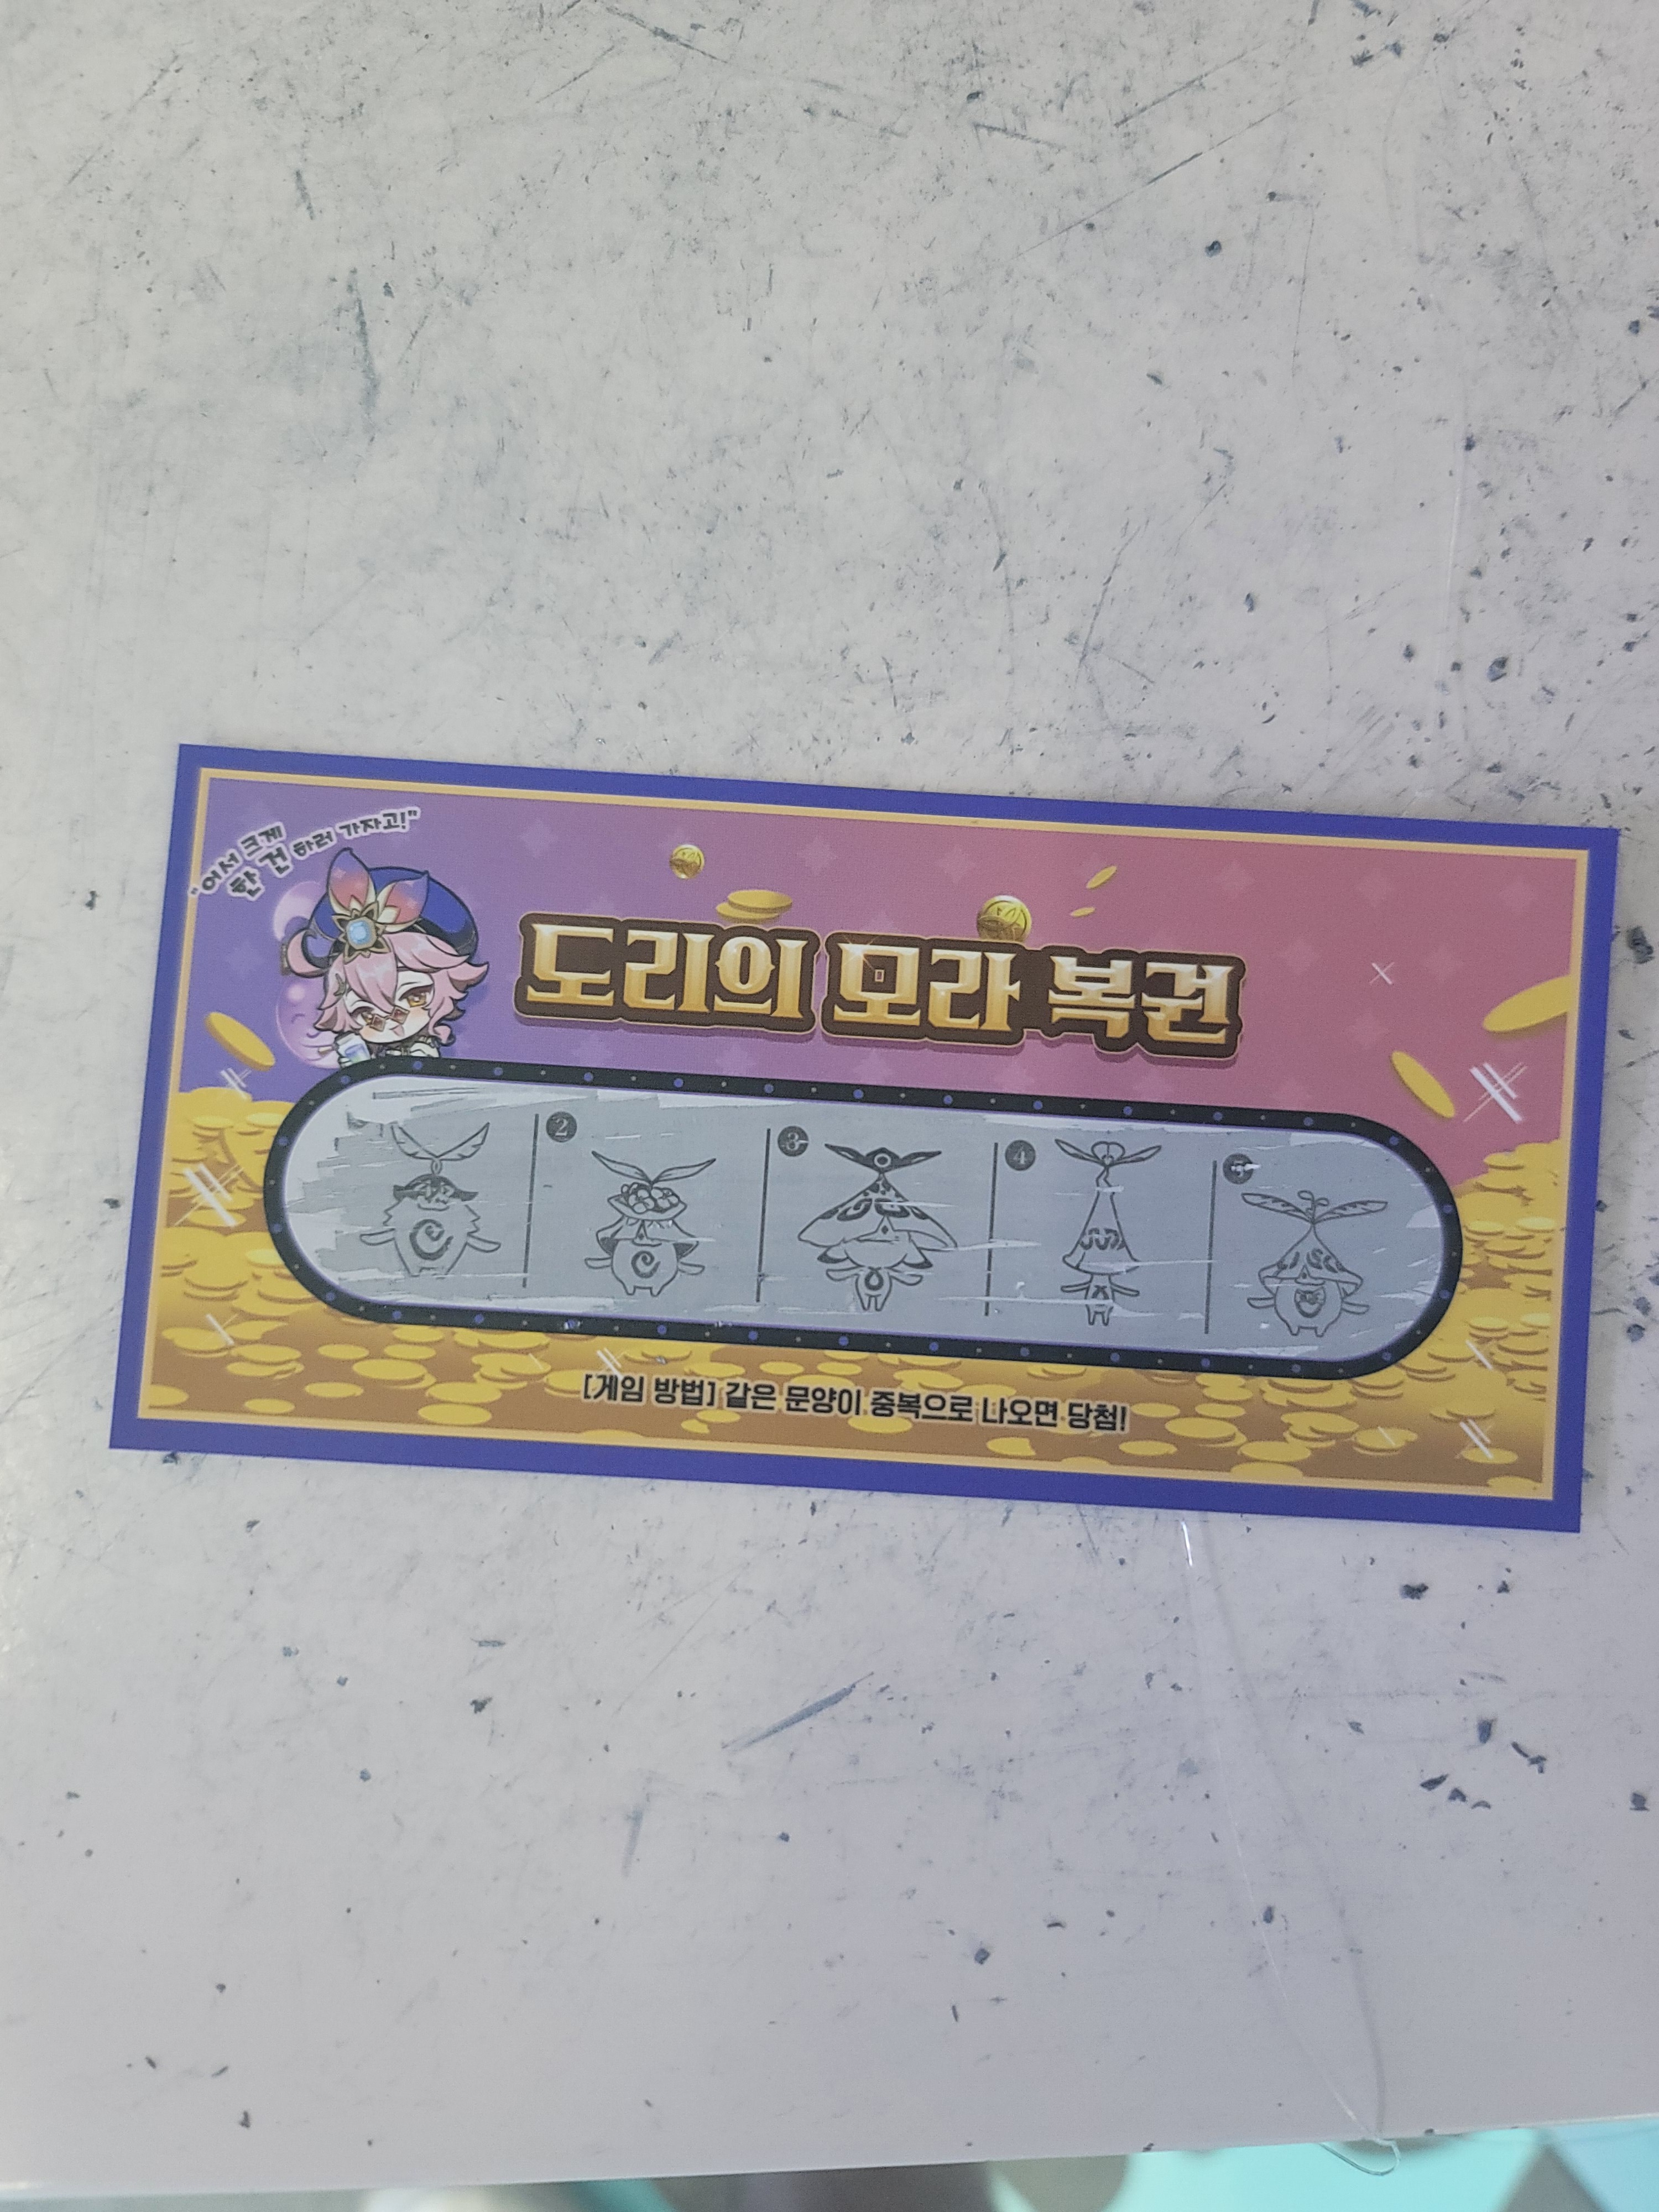 "어서 크게
한 건 하러 가자고!"
도리의 모라 복권
2
3
4
5
[게임 방법] 같은 문양이 중복으로 나오면 당첨!